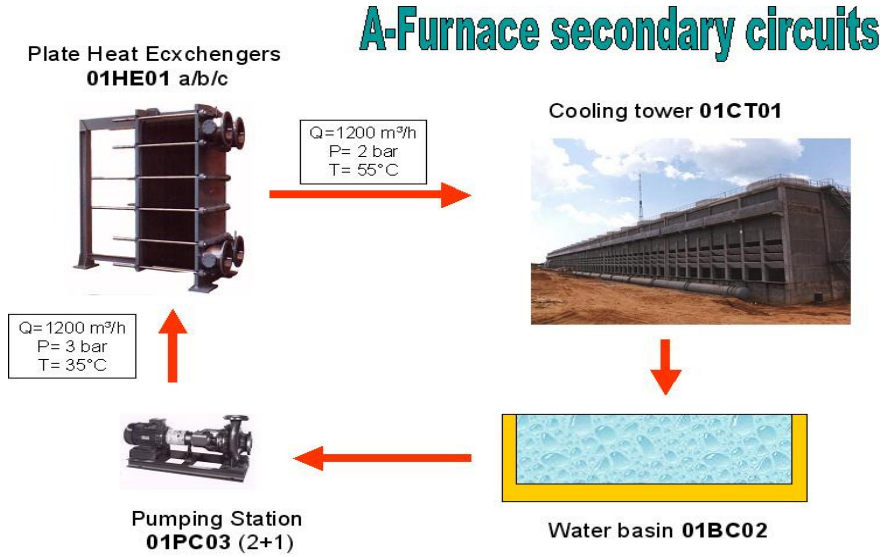 A-Furnace secondary circuits
Plate Heat Ecxchengers
01HE01 a/b/c
Q=1200 m³/h
P= 2 bar
T= 55°C
Cooling tower 01CT01
Q=1200 m³/h
P= 3 bar
T= 35°C
Pumping Station
01PC03 (2+1)
Water basin 01BC02